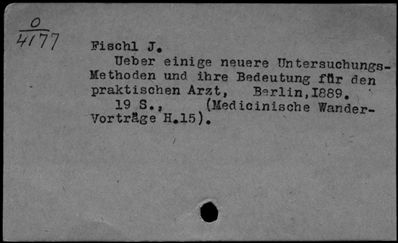 0
4177
Fischl J.
Ueber einige neuere Untersuchungs-
Methoden und ihre Bedeutung für den
praktischen Arzt, Berlin,I889.
19 S., (Medicinische Wander-
Vorträge H.15).